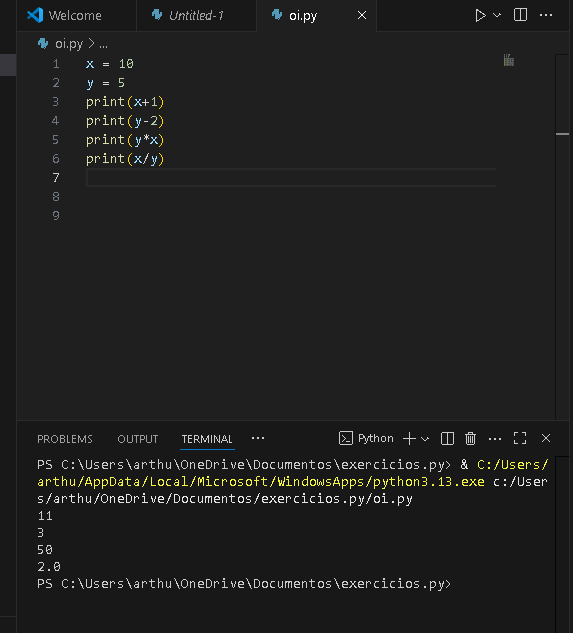 Welcome Untitled-1 oi.py
oi.py > ...
1 x = 10
2 y = 5
3 print(x+1)
4 print(y-2)
5 print(y*x)
6 print(x/y)
7
8
9
PROBLEMS OUTPUT TERMINAL ... Python
PS C:\Users\arthu\OneDrive\Documentos\exercicios.py> & C:/Users/
arthu/AppData/Local/Microsoft/WindowsApps/python3.13.exe c:/User
s/arthu/OneDrive/Documentos/exercicios.py/oi.py
11
3
50
2.0
PS C:\Users\arthu\OneDrive\Documentos\exercicios.py>